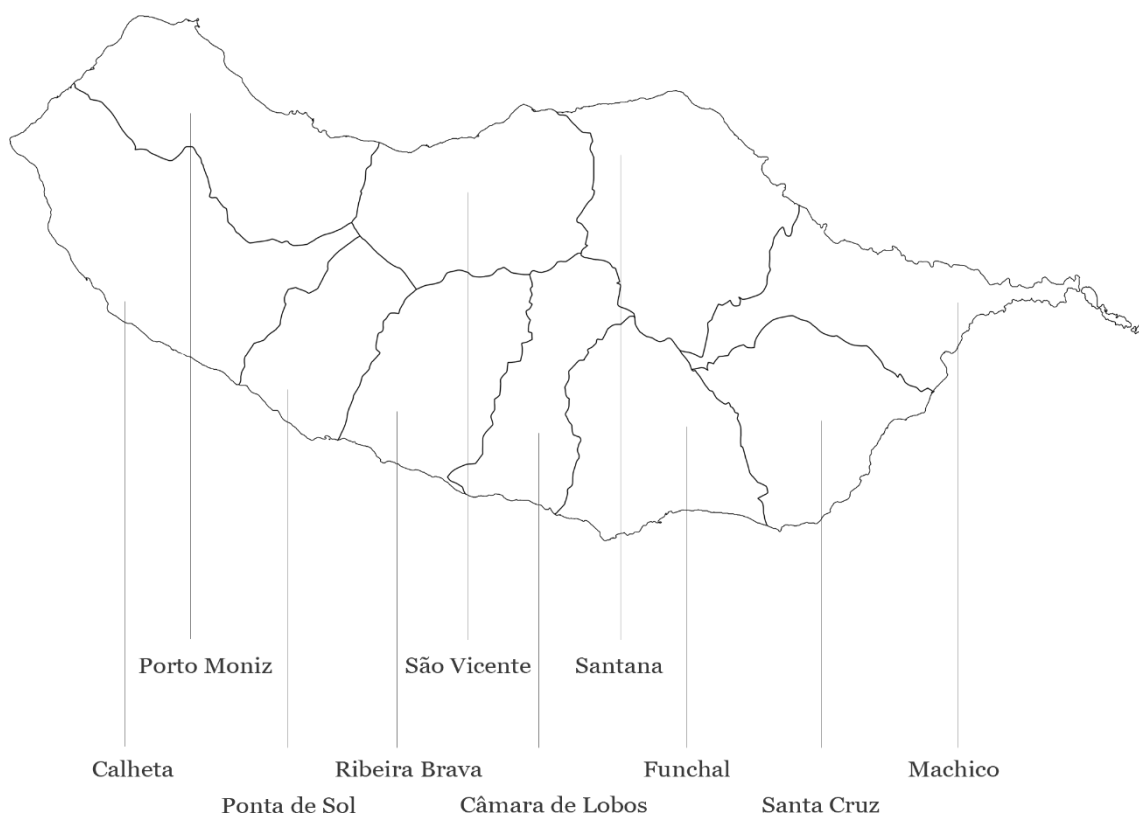 Porto Moniz
São Vicente
Santana
Calheta
Ribeira Brava
Funchal
Machico
Ponta de Sol
Câmara de Lobos
Santa Cruz